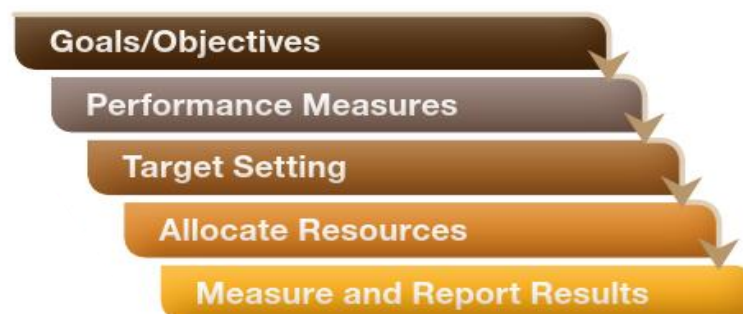 Goals/Objectives
Performance Measures
Target Setting
Allocate Resources
Measure and Report Results